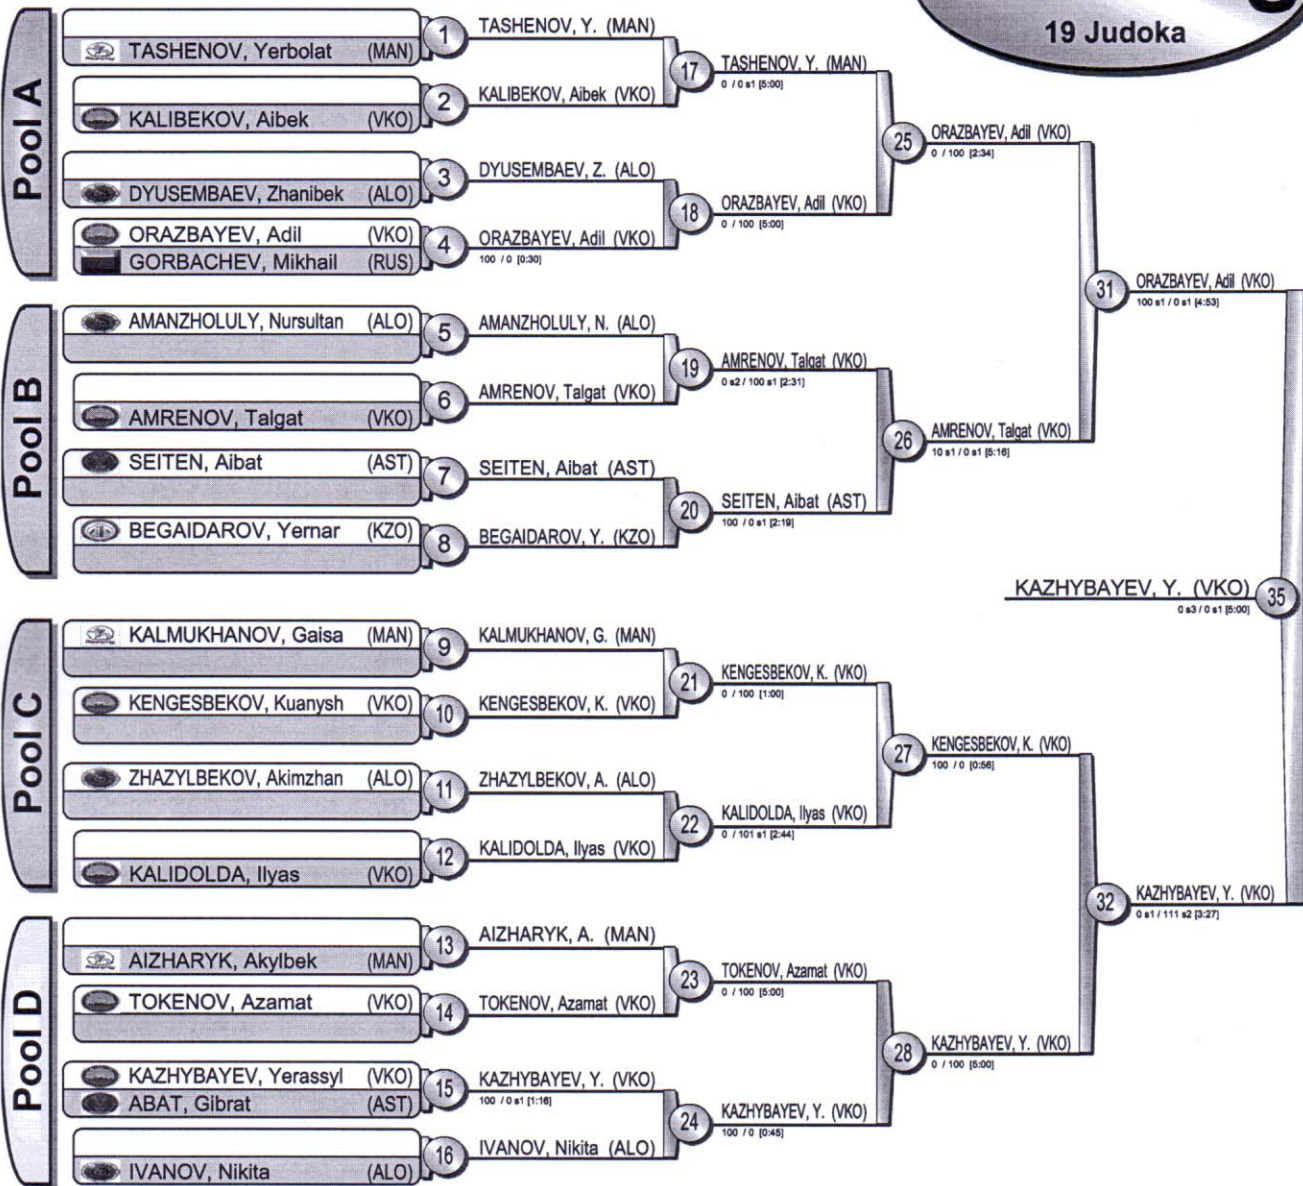 19 Judoka
Pool A
TASHENOV, Yerbolat (MAN)
1
KALIBEKOV, Aibek (VKO)
2
DYUSEMBAEV, Zhanibek (ALO)
3
ORAZBAYEV, Adil (VKO)
GORBACHEV, Mikhail (RUS)
4
Pool B
AMANZHOLULY, Nursultan (ALO)
5
AMRENOV, Talgat (VKO)
6
SEITEN, Aibat (AST)
7
BEGAIDAROV, Yernar (KZO)
8
Pool C
KALMUKHANOV, Gaisa (MAN)
9
KENGESBEKOV, Kuanysh (VKO)
10
ZHAZYLBEKOV, Akimzhan (ALO)
11
KALIDOLDA, Ilyas (VKO)
12
Pool D
AIZHARYK, Akylbek (MAN)
13
TOKENOV, Azamat (VKO)
14
KAZHYBAYEV, Yerassyl (VKO)
ABAT, Gibrat (AST)
15
IVANOV, Nikita (ALO)
16
TASHENOV, Y. (MAN)
KALIBEKOV, Aibek (VKO)
17
DYUSEMBAEV, Z. (ALO)
ORAZBAYEV, Adil (VKO)
100 / 0 [0:30]
18
AMANZHOLULY, N. (ALO)
AMRENOV, Talgat (VKO)
19
SEITEN, Aibat (AST)
BEGAIDAROV, Y. (KZO)
20
KALMUKHANOV, G. (MAN)
KENGESBEKOV, K. (VKO)
21
ZHAZYLBEKOV, A. (ALO)
KALIDOLDA, Ilyas (VKO)
22
AIZHARYK, A. (MAN)
TOKENOV, Azamat (VKO)
23
KAZHYBAYEV, Y. (VKO)
100 / 0 s1 [1:16]
IVANOV, Nikita (ALO)
24
TASHENOV, Y. (MAN)
0 / 0 s1 [5:00]
ORAZBAYEV, Adil (VKO)
0 / 100 [5:00]
25
AMRENOV, Talgat (VKO)
0 s2 / 100 s1 [2:31]
SEITEN, Aibat (AST)
100 / 0 s1 [2:19]
26
KENGESBEKOV, K. (VKO)
0 / 100 [1:00]
KALIDOLDA, Ilyas (VKO)
0 / 101 s1 [2:44]
27
TOKENOV, Azamat (VKO)
0 / 100 [5:00]
KAZHYBAYEV, Y. (VKO)
100 / 0 [0:45]
28
ORAZBAYEV, Adil (VKO)
0 / 100 [2:34]
AMRENOV, Talgat (VKO)
10 s1 / 0 s1 [5:16]
31
KENGESBEKOV, K. (VKO)
100 / 0 [0:56]
KAZHYBAYEV, Y. (VKO)
0 / 100 [5:00]
32
ORAZBAYEV, Adil (VKO)
100 s1 / 0 s1 [4:53]
KAZHYBAYEV, Y. (VKO)
0 s1 / 111 s2 [3:27]
KAZHYBAYEV, Y. (VKO)
0 s3 / 0 s1 [5:00]
35